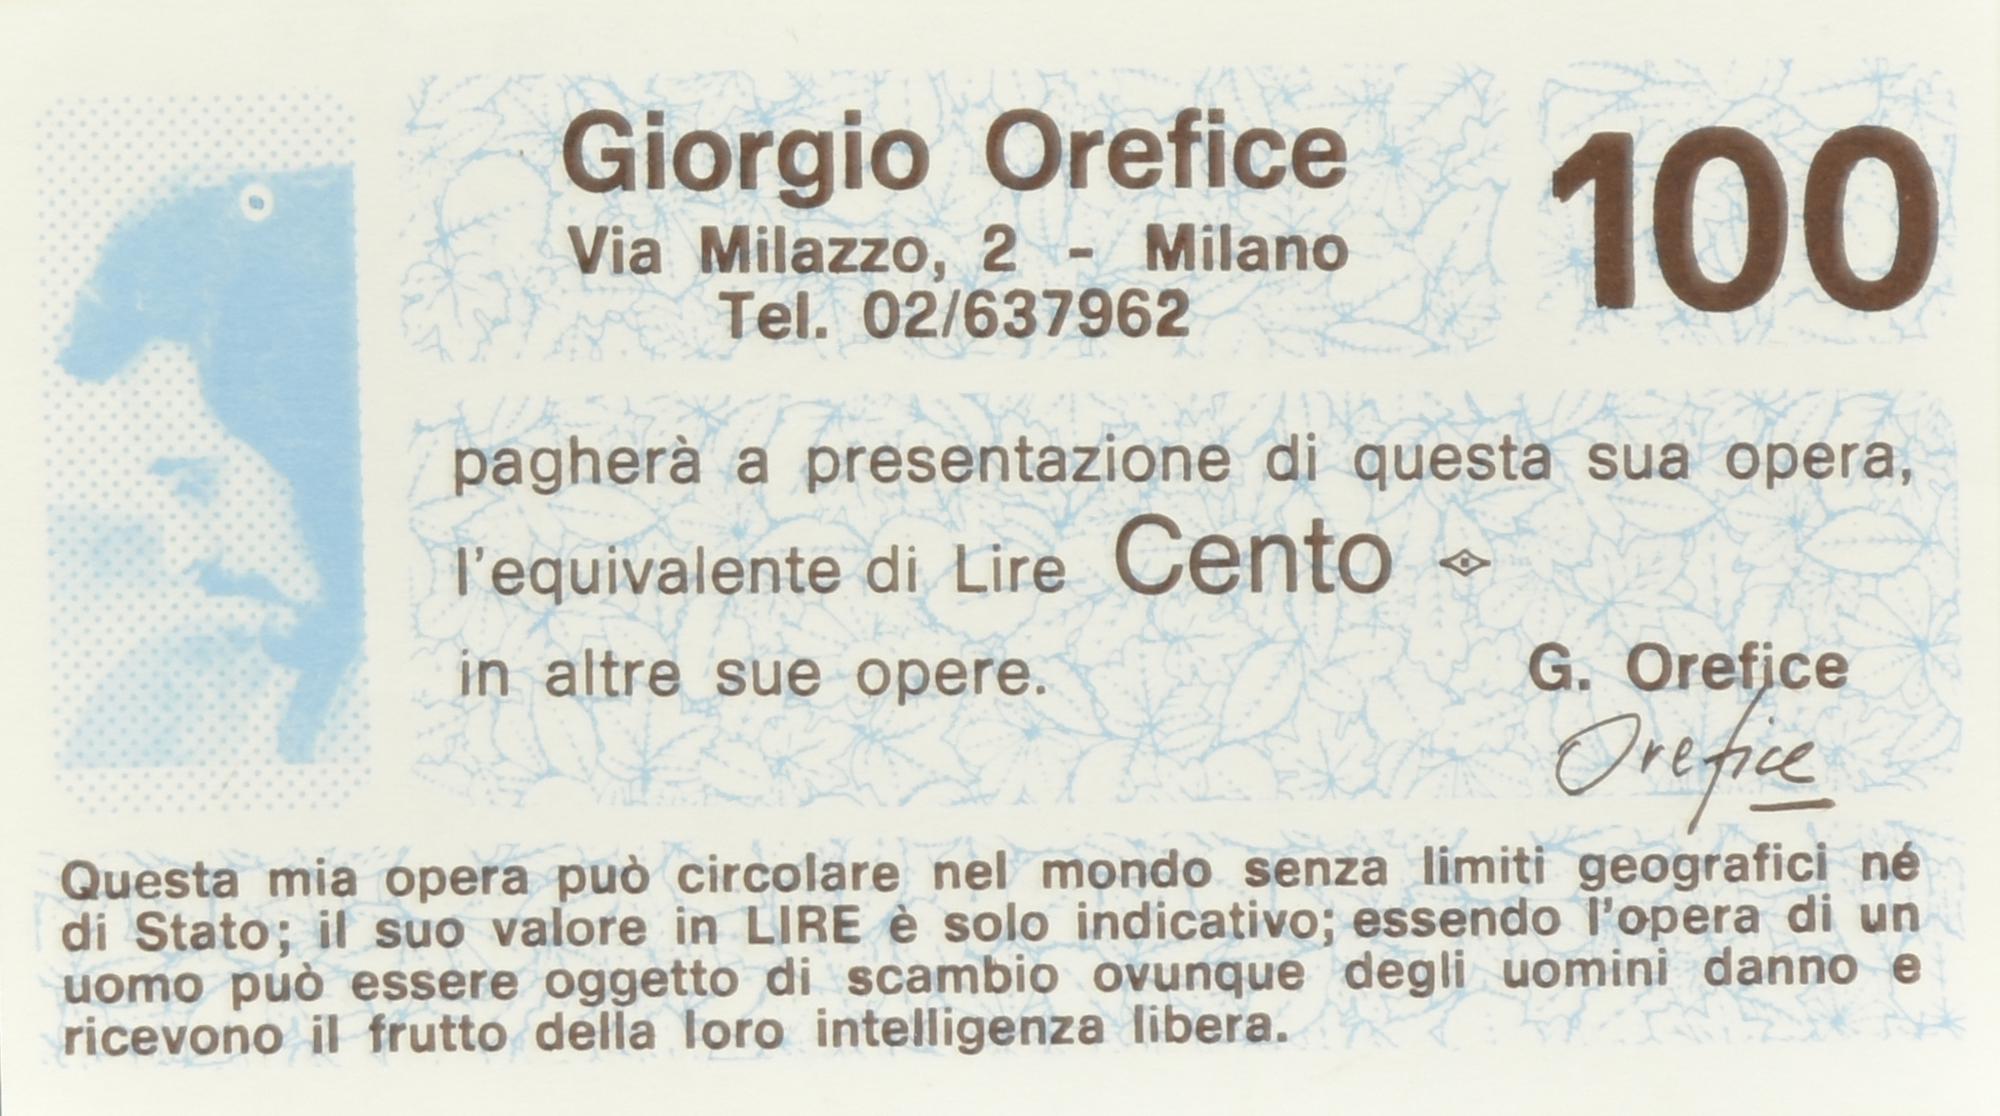 Giorgio Orefice
100
Via Milazzo, 2 - Milano
Tel. 02/637962
pagherà a presentazione di questa sua opera,
l'equivalente di Lire Cento
in altre sue opere.
G. Orefice
Orefice
Questa mia opera può circolare nel mondo senza limiti geografici né
di Stato; il suo valore in LIRE è solo indicativo; essendo l'opera di un
uomo può essere oggetto di scambio ovunque degli uomini danno e
ricevono il frutto della loro intelligenza libera.